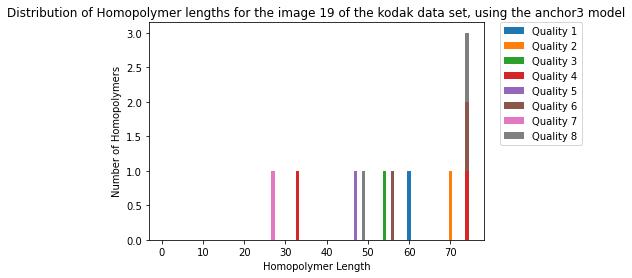 Distribution of Homopolymer lengths for the image 19 of the kodak data set, using the anchor3 model
3.0
2.5
2.0
1.5
1.0
0.5
0.0
Number of Homopolymers
0 10 20 30 40 50 60 70
Homopolymer Length
Quality 1
Quality 2
Quality 3
Quality 4
Quality 5
Quality 6
Quality 7
Quality 8